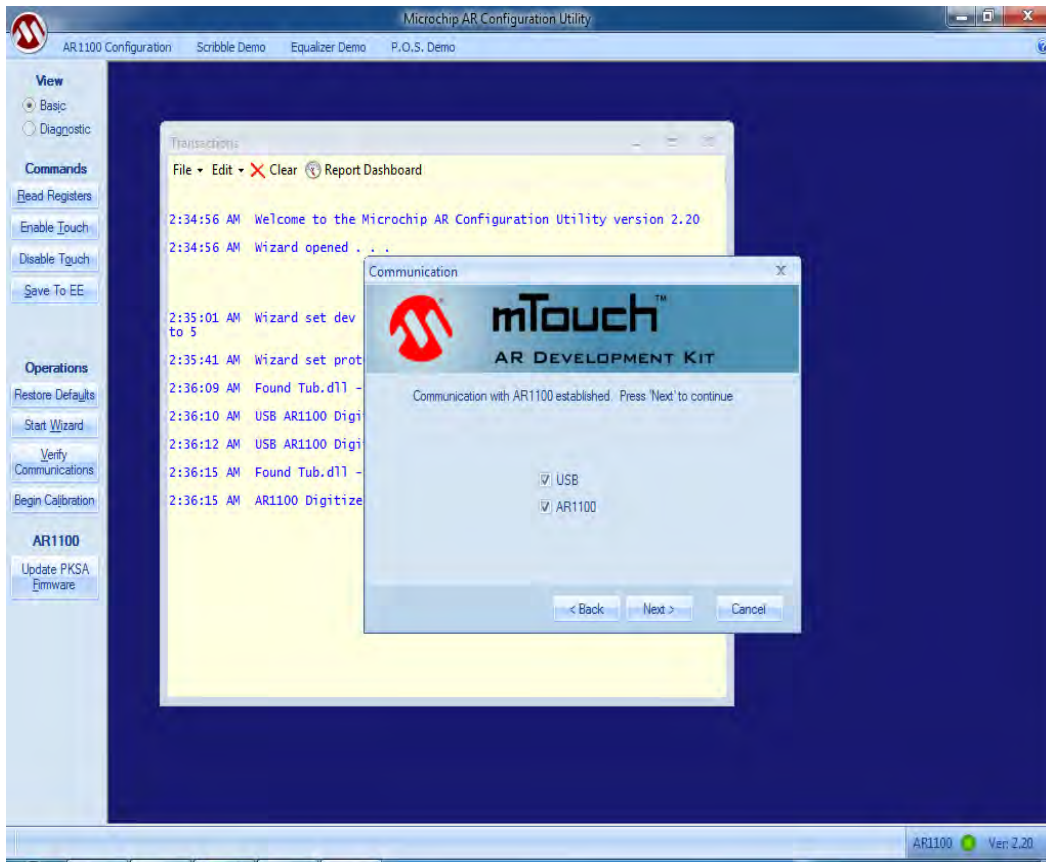 Microchip AR Configuration Utility
AR1100 Configuration Scribble Demo Equalizer Demo P.O.S. Demo
View
Basic
Diagnostic
Commands
Read Registers
Enable Touch
Disable Touch
Save To EE
Operations
Restore Defaults
Start Wizard
Verify
Communications
Begin Calibration
AR1100
Update PKSA
Firmware
Transactions
File Edit Clear Report Dashboard
2:34:56 AM Welcome to the Microchip AR Configuration Utility version 2.20
2:34:56 AM Wizard opened . . .
2:35:01 AM Wizard set dev
to 5
2:35:41 AM Wizard set prot
2:36:09 AM Found Tub.dll -
2:36:10 AM USB AR1100 Digi
2:36:12 AM USB AR1100 Digi
2:36:15 AM Found Tub.dll -
2:36:15 AM AR1100 Digitize
Communication X
mTouch™
AR DEVELOPMENT KIT
Communication with AR1100 established. Press 'Next' to continue
USB
AR1100
< Back Next > Cancel
AR1100 Ver: 2.20